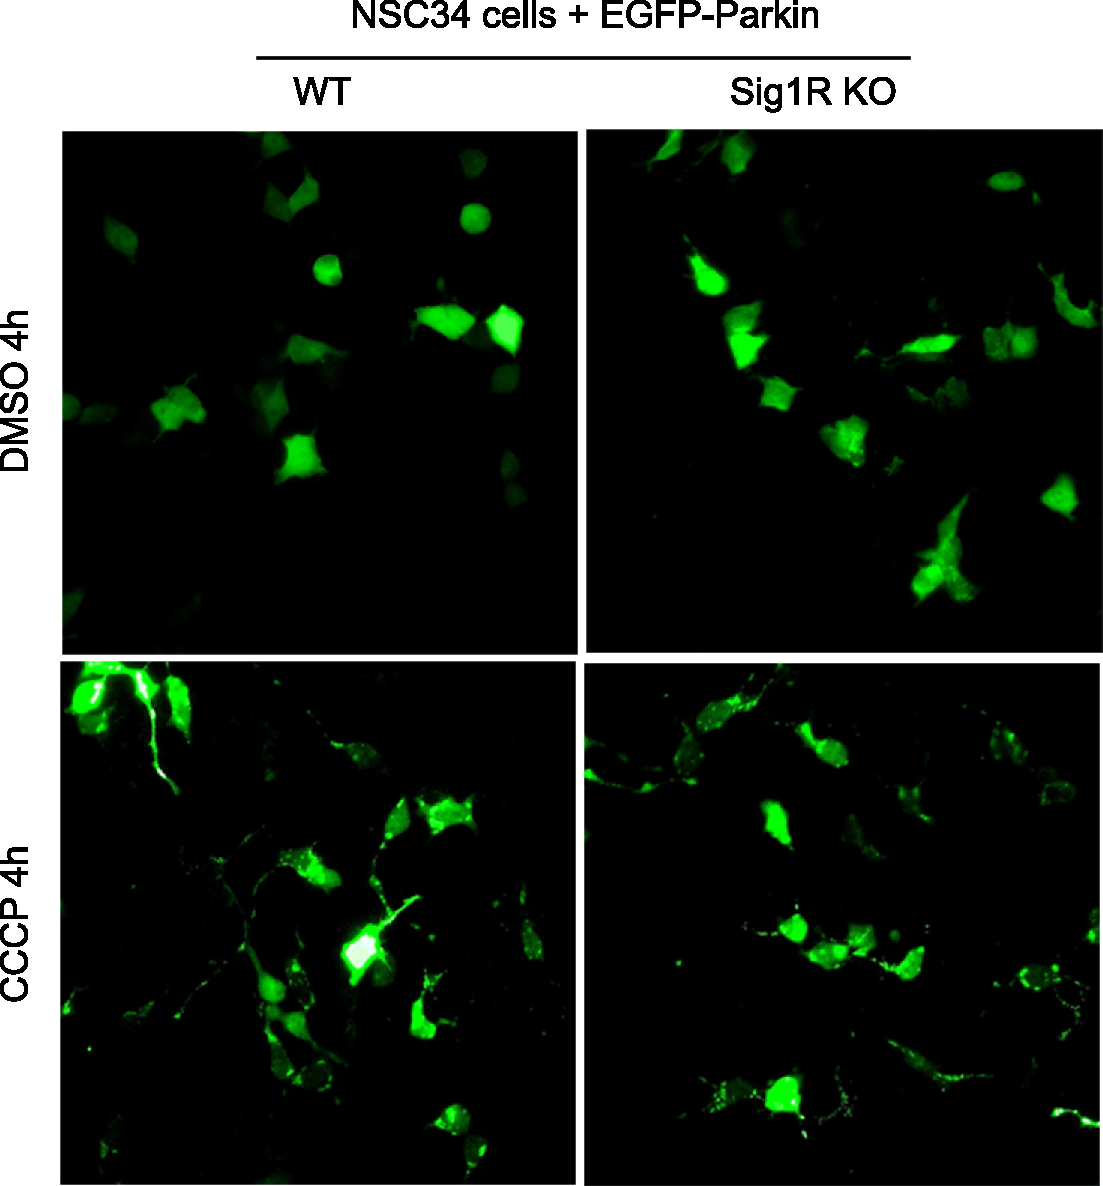 NSC34 cells + EGFP-Parkin
WT
Sig1R KO
DMSO 4h
CCCP 4h